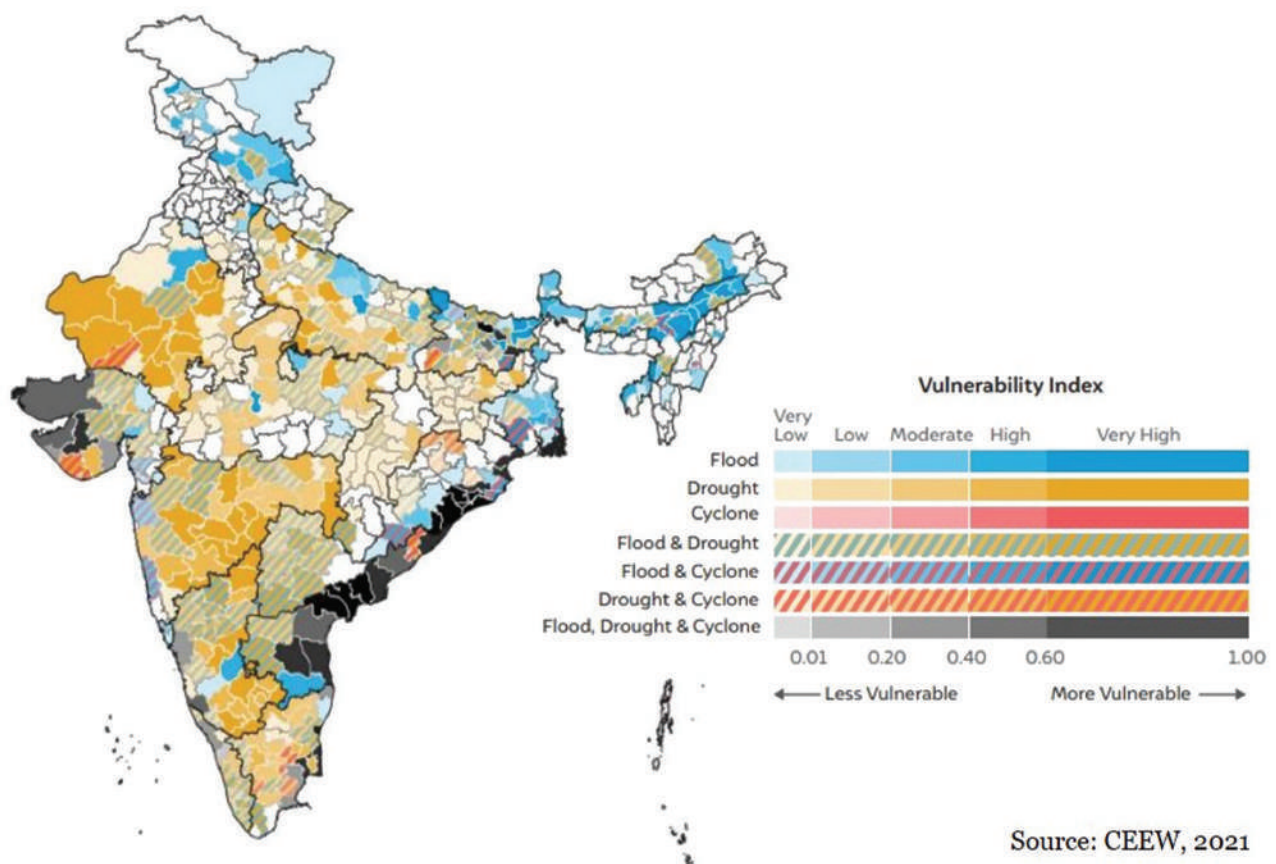 Vulnerability Index
Very Low Low Moderate High Very High
Flood
Drought
Cyclone
Flood & Drought
Flood & Cyclone
Drought & Cyclone
Flood, Drought & Cyclone
0.01 0.20 0.40 0.60 1.00
Less Vulnerable More Vulnerable
Source: CEEW, 2021